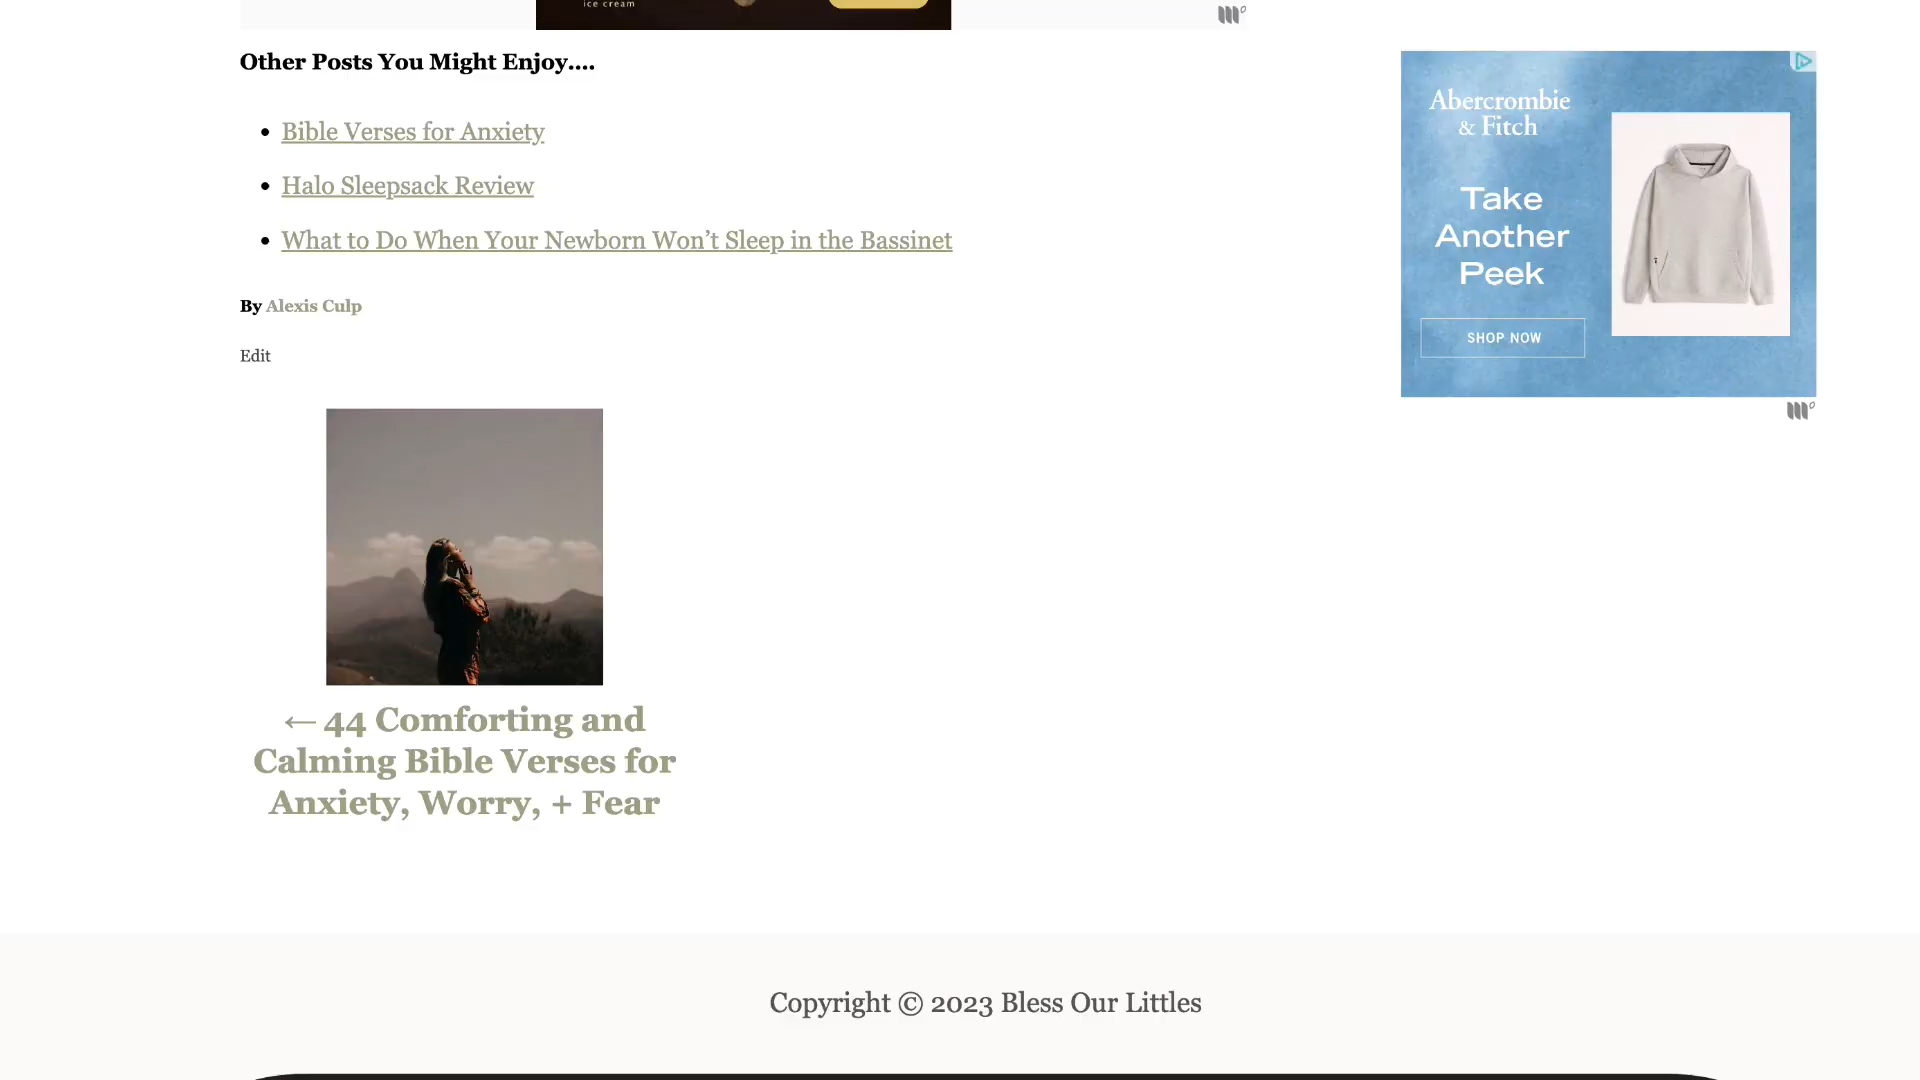 ice cream
Other Posts You Might Enjoy....
• Bible Verses for Anxiety
• Halo Sleepsack Review
• What to Do When Your Newborn Won’t Sleep in the Bassinet
By Alexis Culp
Edit
← 44 Comforting and
Calming Bible Verses for
Anxiety, Worry, + Fear
Abercrombie
& Fitch
Take
Another
Peek
SHOP NOW
Copyright © 2023 Bless Our Littles